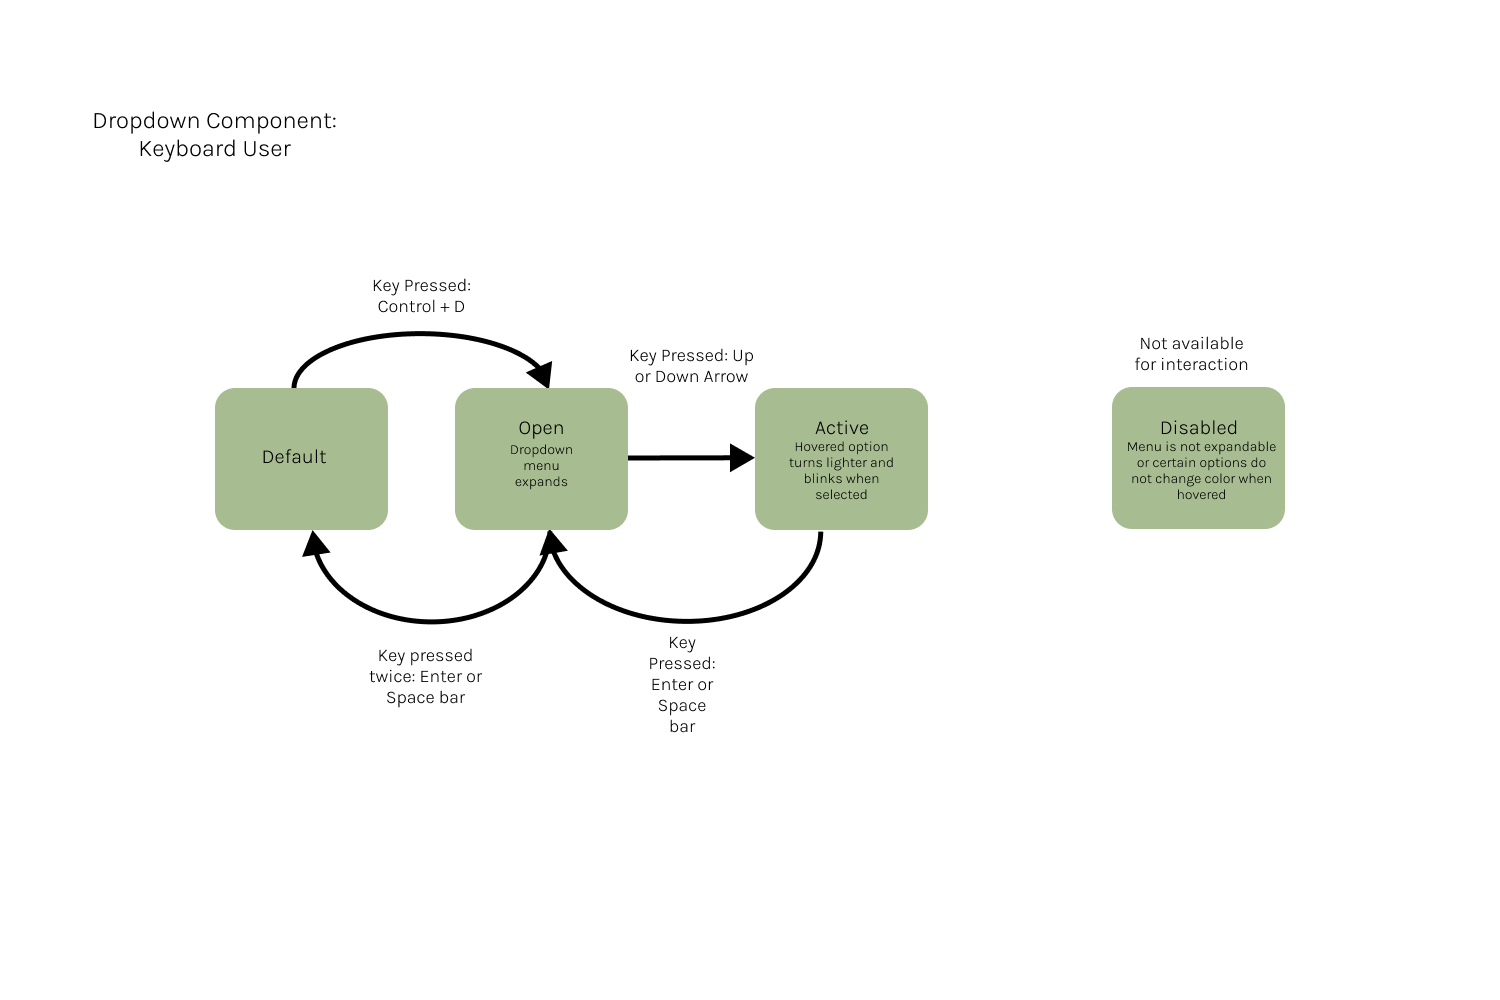 Dropdown Component:
Keyboard User
Key Pressed:
Control + D
Key Pressed: Up
or Down Arrow
Not available
for interaction
Default
Open
Dropdown
menu
expands
Active
Hovered option
turns lighter and
blinks when
selected
Disabled
Menu is not expandable
or certain options do
not change color when
hovered
Key pressed
twice: Enter or
Space bar
Key
Pressed:
Enter or
Space
bar